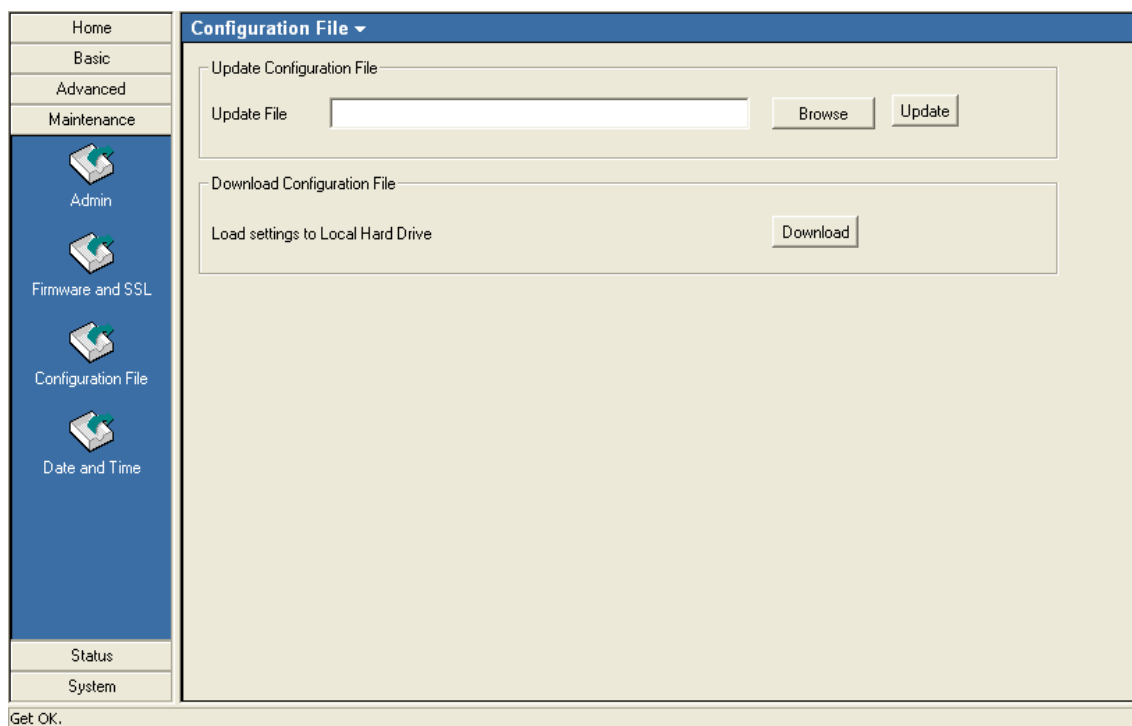 Home
Basic
Advanced
Maintenance
Admin
Firmware and SSL
Configuration File
Date and Time
Status
System
Configuration File
Update Configuration File
Update File
Browse
Update
Download Configuration File
Load settings to Local Hard Drive
Download
Get OK.